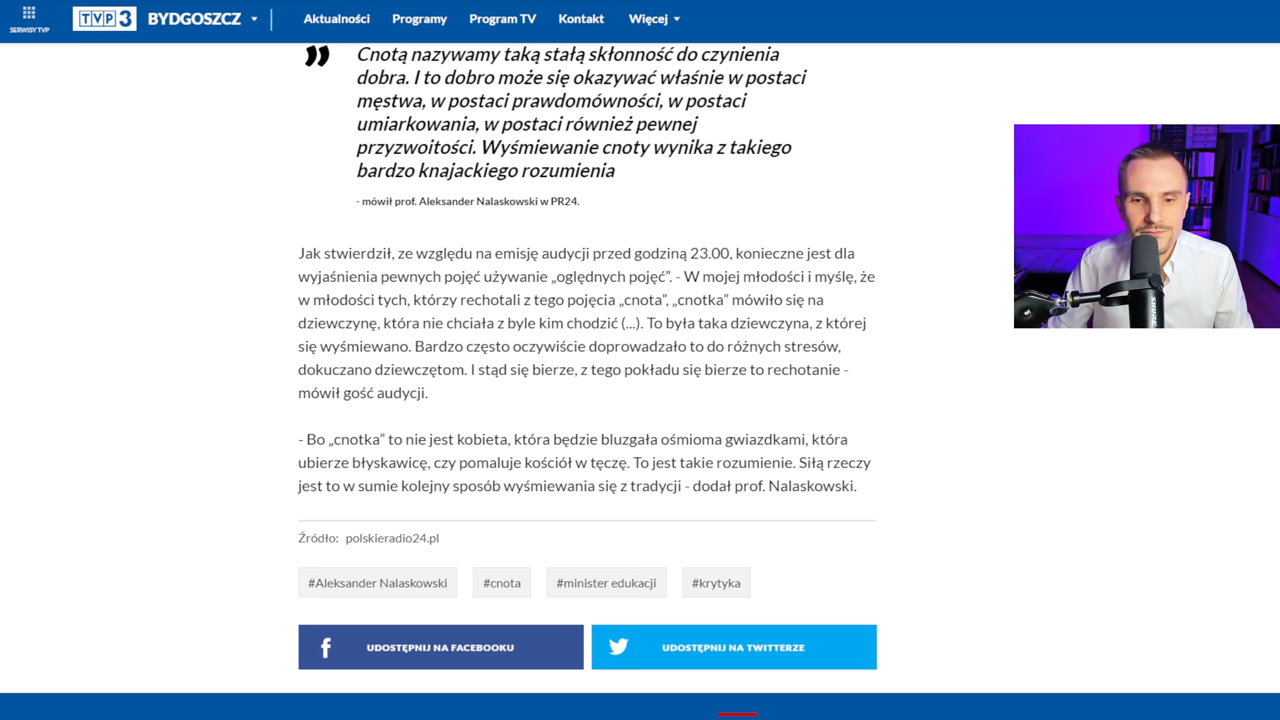 SERWISY TVP
TVP 3 BYDGOSZCZ
Aktualności Programy Program TV Kontakt Więcej
” Cnotą nazywamy taką stałą skłonność do czynienia
dobra. I to dobro może się okazywać właśnie w postaci
męstwa, w postaci prawdomówności, w postaci
umiarkowania, w postaci również pewnej
przyzwoitości. Wyśmiewanie cnoty wynika z takiego
bardzo knajackiego rozumienia
- mówił prof. Aleksander Nalaskowski w PR24.
Jak stwierdził, ze względu na emisję audycji przed godziną 23.00, konieczne jest dla
wyjaśnienia pewnych pojęć używanie „oględnych pojęć”. - W mojej młodości i myślę, że
w młodości tych, którzy rechotali z tego pojęcia „cnota”, „cnotka” mówiło się na
dziewczynę, która nie chciała z byle kim chodzić (...). To była taka dziewczyna, z której
się wyśmiewano. Bardzo często oczywiście doprowadzało to do różnych stresów,
dokuczano dziewczętom. I stąd się bierze, z tego pokładu się bierze to rechotanie -
mówił gość audycji.
- Bo „cnotka” to nie jest kobieta, która będzie bluzgała ośmioma gwiazdkami, która
ubierze błyskawicę, czy pomaluje kościół w tęczę. To jest takie rozumienie. Siłą rzeczy
jest to w sumie kolejny sposób wyśmiewania się z tradycji - dodał prof. Nalaskowski.
Źródło: polskieradio24.pl
#Aleksander Nalaskowski #cnota #minister edukacji #krytyka
UDOSTĘPNIJ NA FACEBOOKU UDOSTĘPNIJ NA TWITTERZE
SHURE